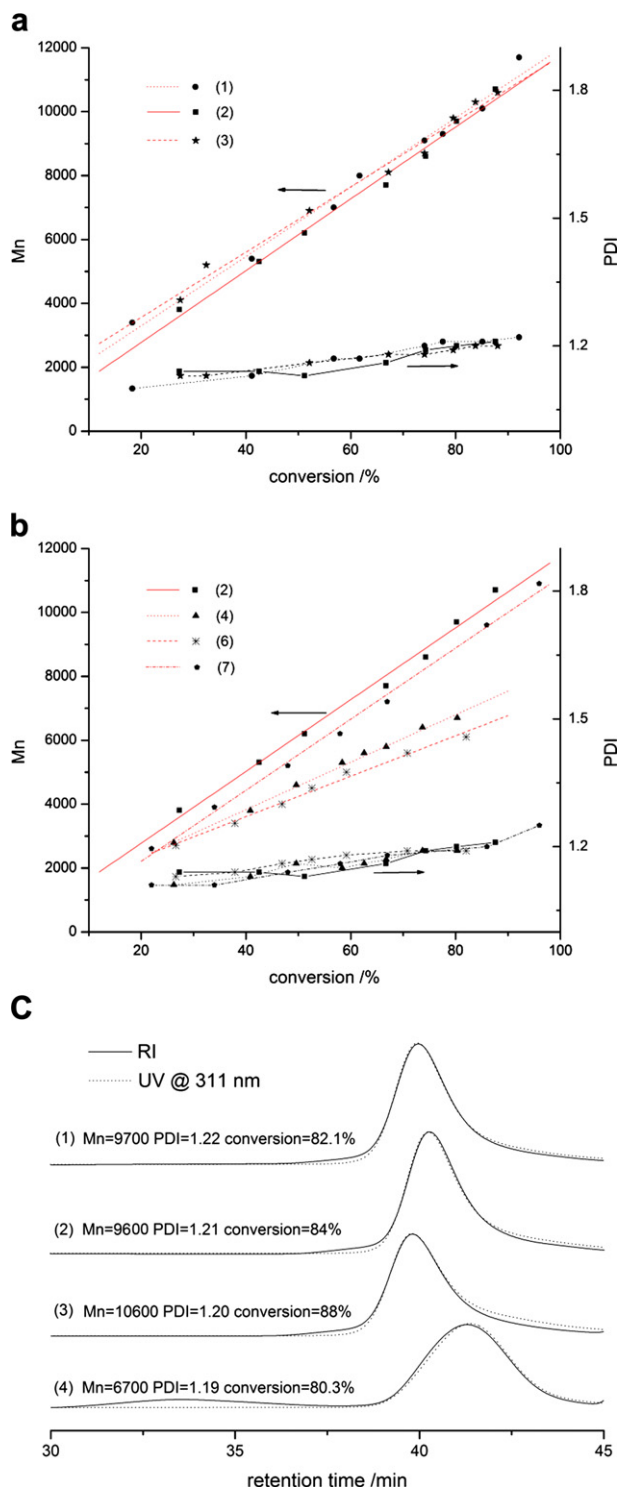 a
12000
10000
8000
6000
4000
2000
0
Mn
(1)
(2)
(3)
1.8
1.5
1.2
PDI
20
40
60
80
100
conversion /%
b
12000
10000
8000
6000
4000
2000
0
Mn
(2)
(4)
(6)
(7)
1.8
1.5
1.2
PDI
20
40
60
80
100
conversion /%
C
RI
UV @ 311 nm
(1) Mn=9700 PDI=1.22 conversion=82.1%
(2) Mn=9600 PDI=1.21 conversion=84%
(3) Mn=10600 PDI=1.20 conversion=88%
(4) Mn=6700 PDI=1.19 conversion=80.3%
30
35
40
45
retention time /min